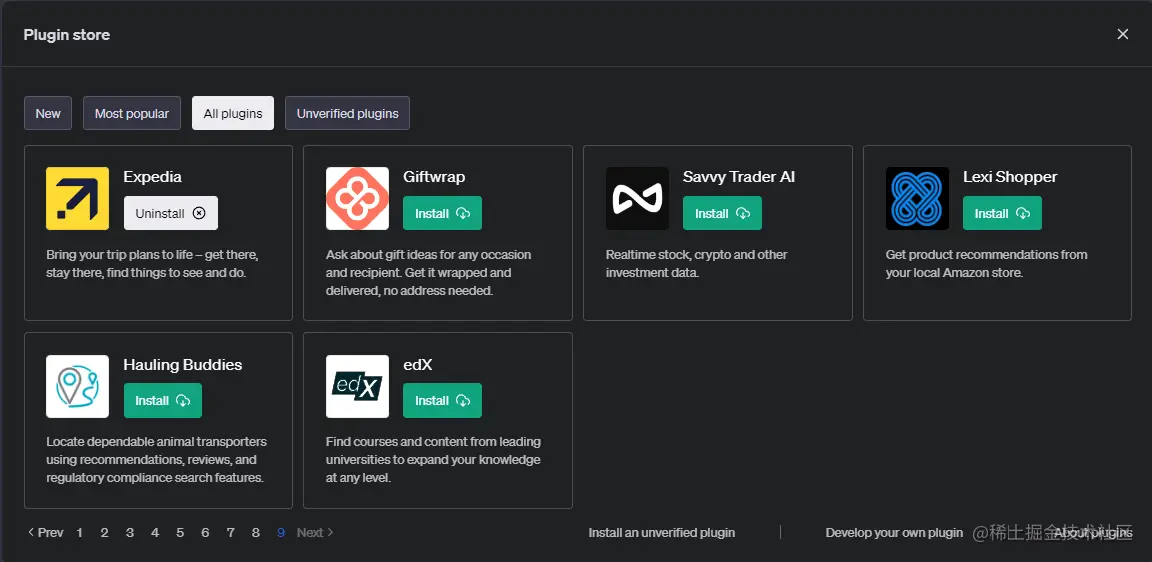 Plugin store
New
Most popular
All plugins
Unverified plugins
Expedia
Uninstall
Bring your trip plans to life – get there,
stay there, find things to see and do.
Giftwrap
Install
Ask about gift ideas for any occasion
and recipient. Get it wrapped and
delivered, no address needed.
Savvy Trader AI
Install
Realtime stock, crypto and other
investment data.
Lexi Shopper
Install
Get product recommendations from
your local Amazon store.
Hauling Buddies
Install
Locate dependable animal transporters
using recommendations, reviews, and
regulatory compliance search features.
edX
edX
Install
Find courses and content from leading
universities to expand your knowledge
at any level.
Prev 1 2 3 4 5 6 7 8 9 Next
Install an unverified plugin
Develop your own plugin
About plugins
@稀土掘金技术社区